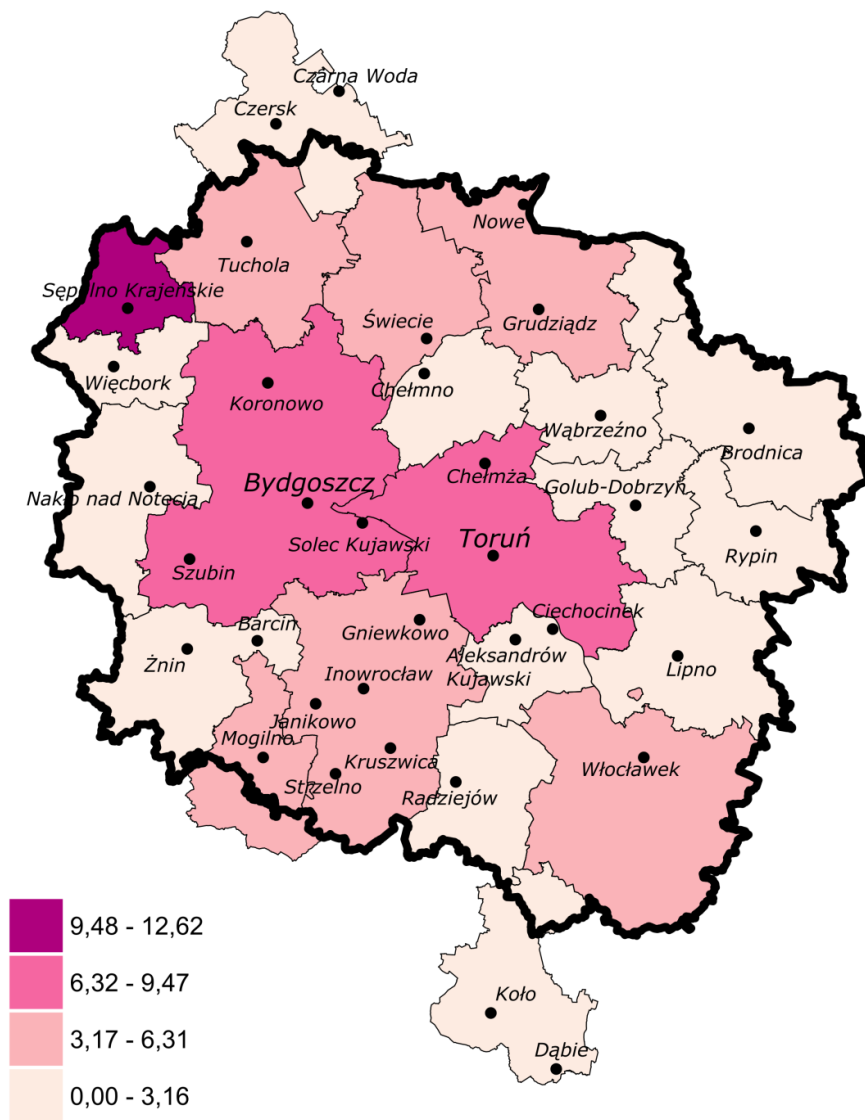 Czarna Woda
Czersk
Nowe
Tuchola
Sępolno Krajeńskie
Świecie
Grudziądz
Więcbork
Koronowo
Chełmno
Wąbrzeźno
Brodnica
Chełmża
Bydgoszcz
Golub-Dobrzyń
Nakło nad Notecią
Solec Kujawski
Toruń
Rypin
Szubin
Ciechocinek
Barcin
Gniewkowo
Aleksandrów
Kujawski
Żnin
Lipno
Inowrocław
Janikowo
Mogilno
Kruszwica
Włocławek
Strzelno
Radziejów
9,48 - 12,62
6,32 - 9,47
3,17 - 6,31
0,00 - 3,16
Koło
Dąbie